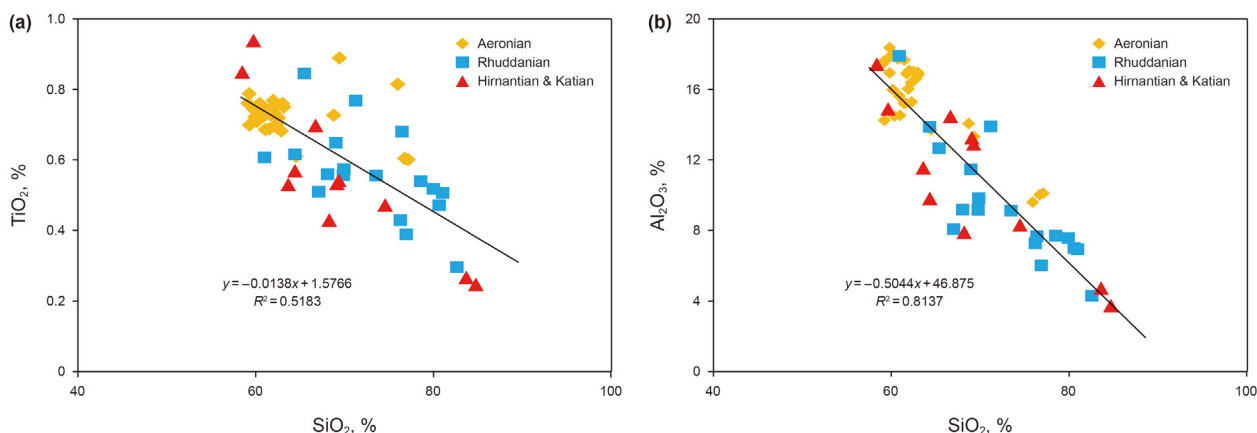 (a)
1.0
0.8
0.6
0.4
0.2
0
TiO₂, %
40
60
80
100
SiO₂, %
Aeronian
Rhuddanian
Hirnantian & Katian
y = −0.0138x + 1.5766
R² = 0.5183
(b)
20
16
12
8
4
0
Al₂O₃, %
40
60
80
100
SiO₂, %
Aeronian
Rhuddanian
Hirnantian & Katian
y = −0.5044x + 46.875
R² = 0.8137